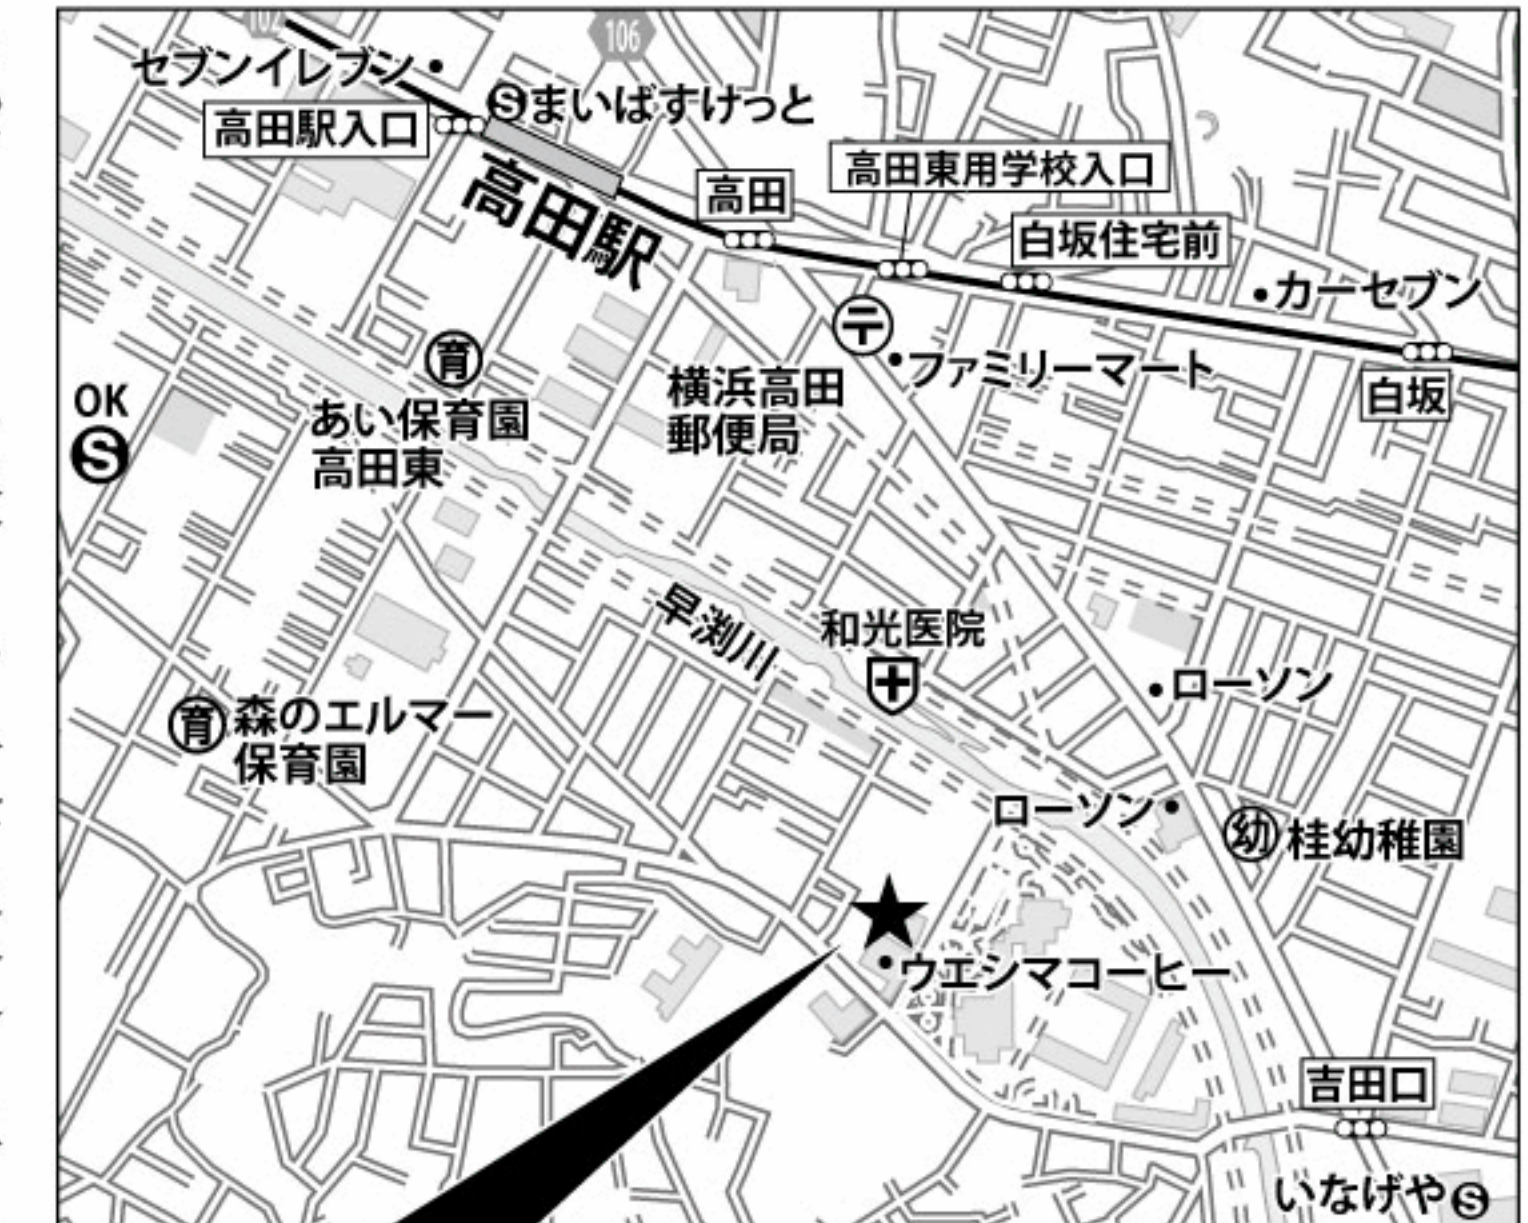 102
106
セブンイレブン
Sまいばすけっと
高田駅入口
高田駅
高田
高田東用学校入口
白坂住宅前
カーセブン
〒
ファミリーマート
白坂
横浜高田
郵便局
育
あい保育園
高田東
OK
S
早渕川
和光医院
ローソン
育
森のエルマー
保育園
ローソン
幼 桂幼稚園
ウエシマコーヒー
吉田口
いなげやS